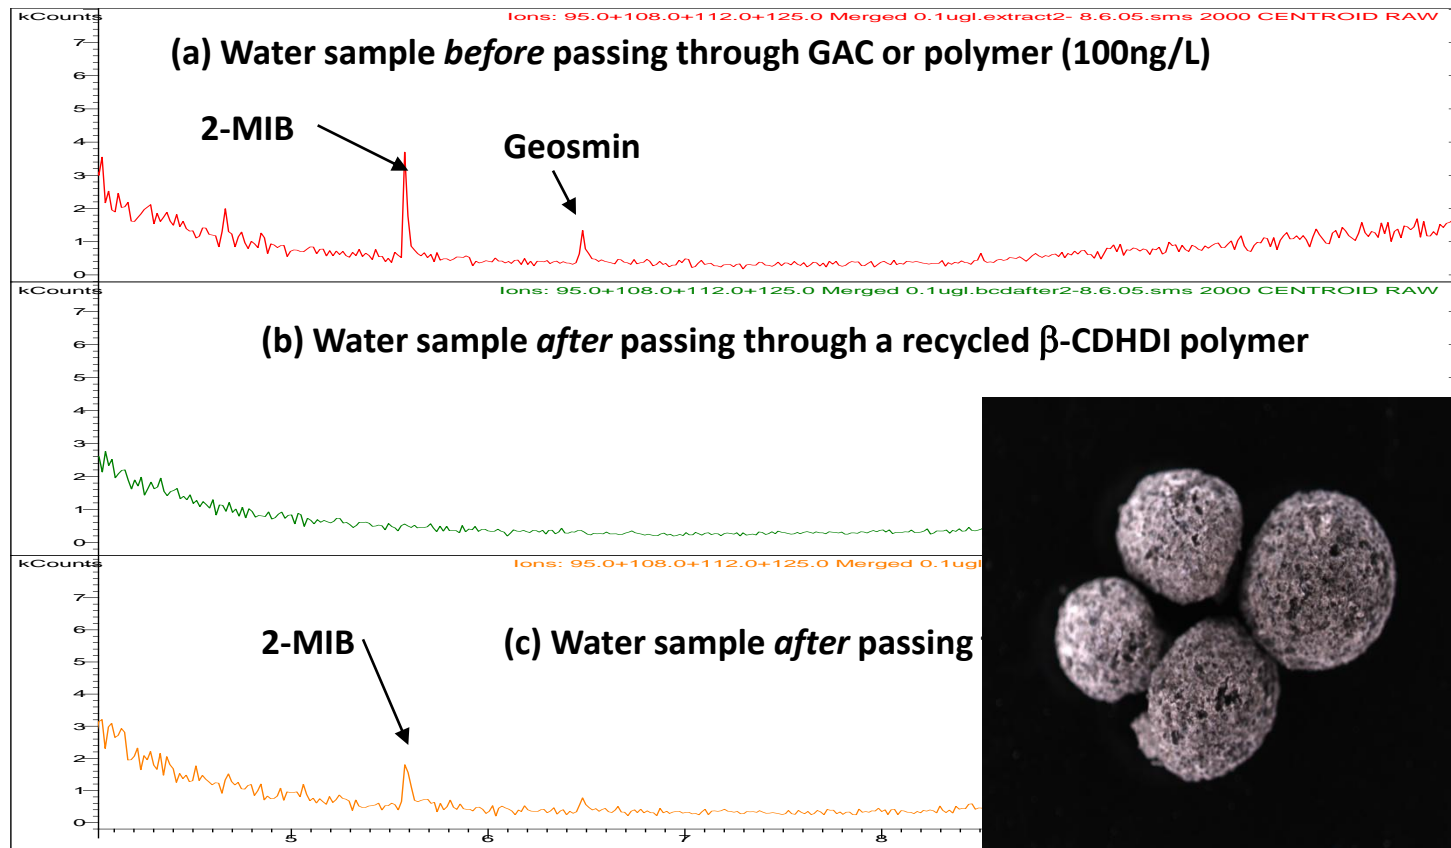 kCounts Ions: 95.0+108.0+112.0+125.0 Merged 0.1ugl.extract2- 8.6.05.sms 2000 CENTROID RAW
(a) Water sample before passing through GAC or polymer (100ng/L)
2-MIB
Geosmin
7
6
5
4
3
2
1
0
kCounts Ions: 95.0+108.0+112.0+125.0 Merged 0.1ugl.bcdafter2-8.6.05.sms 2000 CENTROID RAW
(b) Water sample after passing through a recycled β-CDHDI polymer
7
6
5
4
3
2
1
0
kCounts Ions: 95.0+108.0+112.0+125.0 Merged 0.1ugl
2-MIB
(c) Water sample after passing
7
6
5
4
3
2
1
0
5 6 7 8